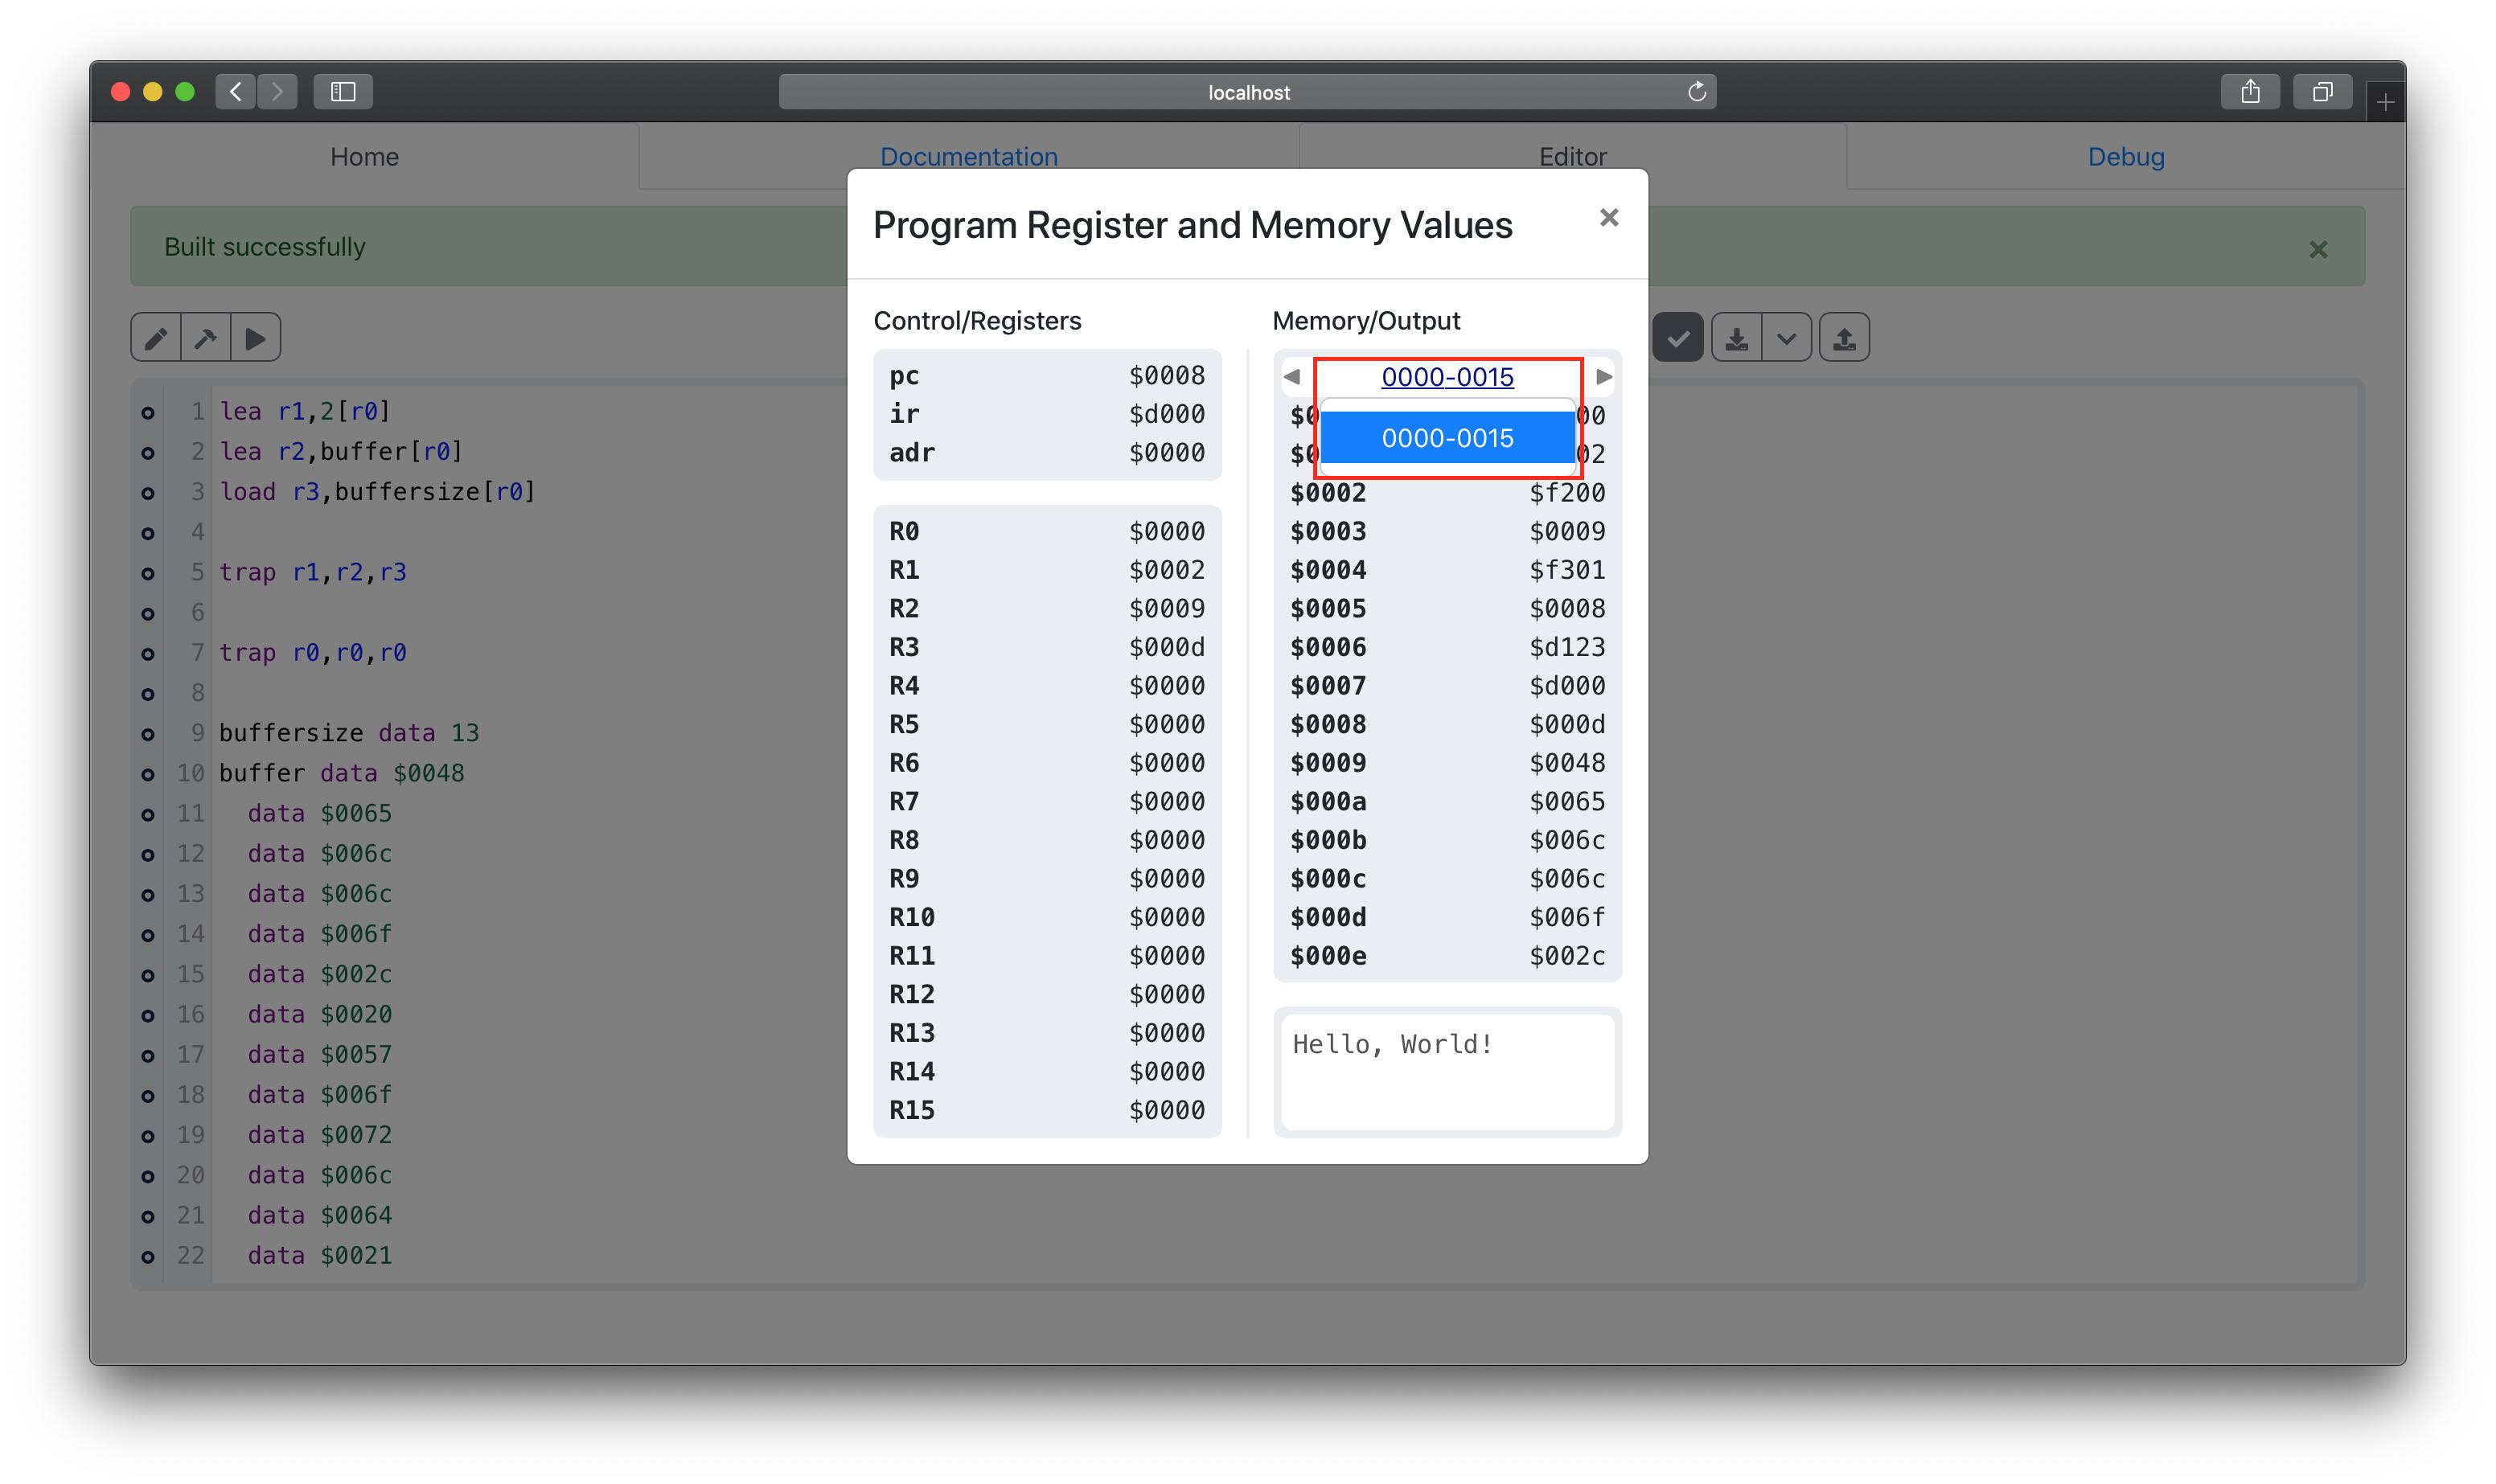 localhost
Home
Documentation
Editor
Debug
Built successfully
1 lea r1,2[r0]
2 lea r2,buffer[r0]
3 load r3,buffersize[r0]
4
5 trap r1,r2,r3
6
7 trap r0,r0,r0
8
9 buffersize data 13
10 buffer data $0048
11 data $0065
12 data $006c
13 data $006c
14 data $006f
15 data $002c
16 data $0020
17 data $0057
18 data $006f
19 data $0072
20 data $006c
21 data $0064
22 data $0021
Program Register and Memory Values
Control/Registers
pc $0008
ir $d000
adr $0000
R0 $0000
R1 $0002
R2 $0009
R3 $000d
R4 $0000
R5 $0000
R6 $0000
R7 $0000
R8 $0000
R9 $0000
R10 $0000
R11 $0000
R12 $0000
R13 $0000
R14 $0000
R15 $0000
Memory/Output
0000-0015
0000-0015
$0002 $f200
$0003 $0009
$0004 $f301
$0005 $0008
$0006 $d123
$0007 $d000
$0008 $000d
$0009 $0048
$000a $0065
$000b $006c
$000c $006c
$000d $006f
$000e $002c
Hello, World!